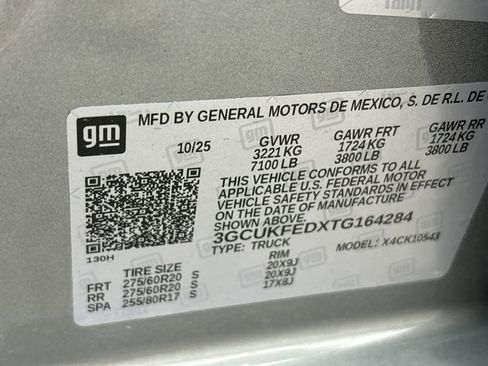 gm
MFD BY GENERAL MOTORS DE MEXICO, S. DE R.L. DE
10/25 GVWR GAWR FRT GAWR RR
3221 KG 1724 KG 1724 KG
7100 LB 3800 LB 3800 LB
THIS VEHICLE CONFORMS TO ALL
APPLICABLE U.S. FEDERAL MOTOR
VEHICLE SAFETY STANDARDS IN EFFECT
ON THE DATE OF MANUFACTURE
SHOWN ABOVE.
3GCUKFEDXTG164284
130H
TYPE: TRUCK MODEL: X4CK10543
TIRE SIZE RIM
FRT 275/60R20 S 20X9J
RR 275/60R20 S 20X9J
SPA 255/80R17 S 17X8J